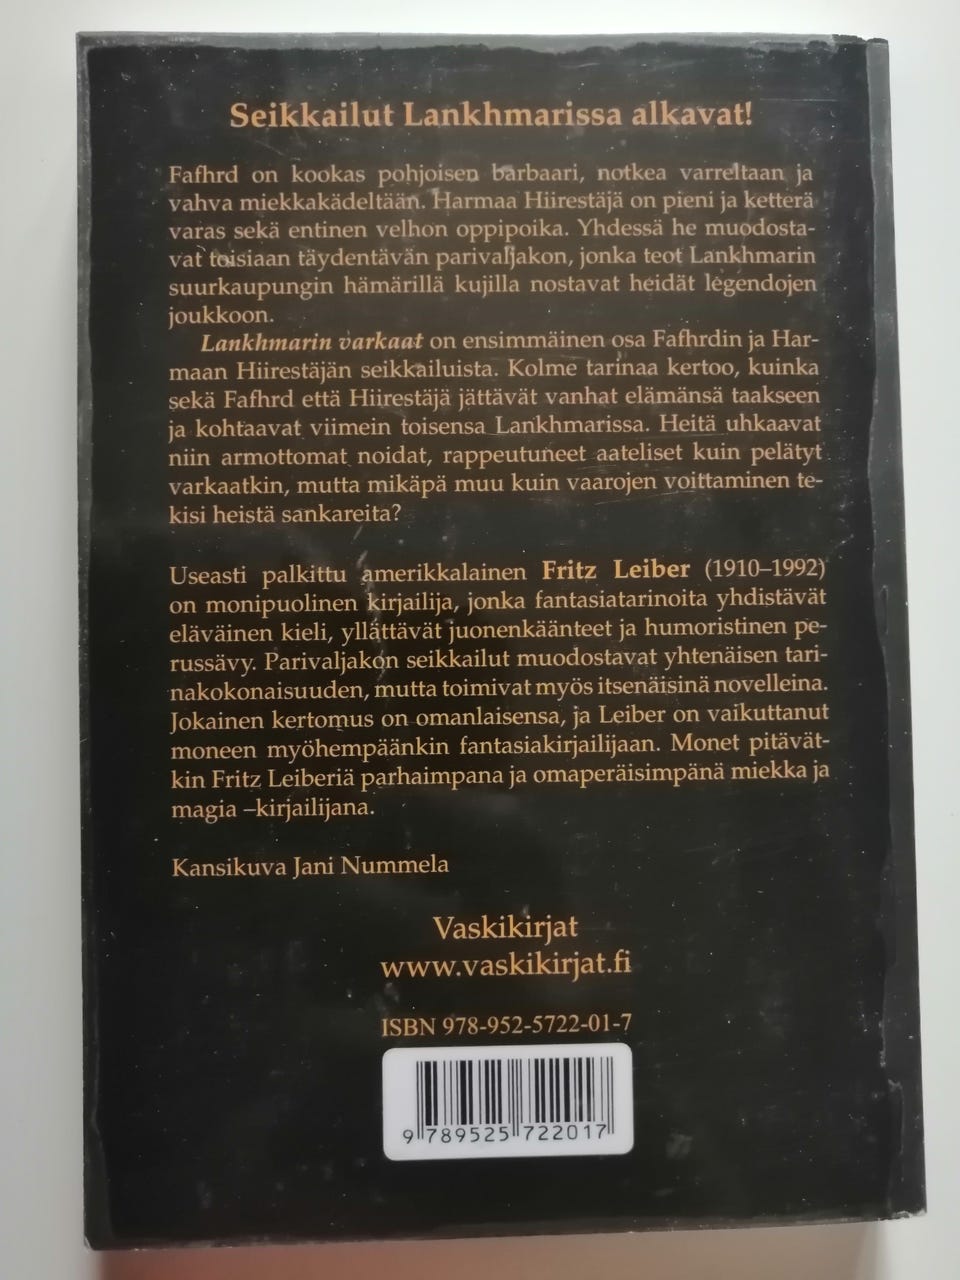 Seikkailut Lankhmarissa alkavat!
Fafhrd on kookas pohjoisen barbaari, notkea varreltaan ja
vahva miekkakädeltään. Harmaa Hiirestäjä on pieni ja ketterä
varas sekä entinen velhon oppipoika. Yhdessä he muodosta-
vat toisiaan täydentävän parivaljakon, jonka teot Lankhmarin
suurkaupungin hämärillä kujilla nostavat heidät legendojen
joukkoon.
Lankhmarin varkaat on ensimmäinen osa Fafhrdin ja Har-
maan Hiirestäjän seikkailuista. Kolme tarinaa kertoo, kuinka
sekä Fafhrd että Hiirestäjä jättävät vanhat elämänsä taakseen
ja kohtaavat viimein toisensa Lankhmarissa. Heitä uhkaavat
niin armottomat noidat, rappeutuneet aateliset kuin pelätyt
varkaatkin, mutta mikäpä muu kuin vaarojen voittaminen te-
kisi heistä sankareita?
Useasti palkittu amerikkalainen Fritz Leiber (1910–1992)
on monipuolinen kirjailija, jonka fantasiatarinoita yhdistävät
eläväinen kieli, yllättävät juonenkäänteet ja humoristinen pe-
russävy. Parivaljakon seikkailut muodostavat yhtenäisen tari-
nakokonaisuuden, mutta toimivat myös itsenäisinä novelleina.
Jokainen kertomus on omanlaisensa, ja Leiber on vaikuttanut
moneen myöhempäänkin fantasiakirjailijaan. Monet pitävät-
kin Fritz Leiberiä parhaimpana ja omaperäisimpänä miekka ja
magia –kirjailijana.
Kansikuva Jani Nummela
Vaskikirjat
www.vaskikirjat.fi
ISBN 978-952-5722-01-7
9 789525 722017